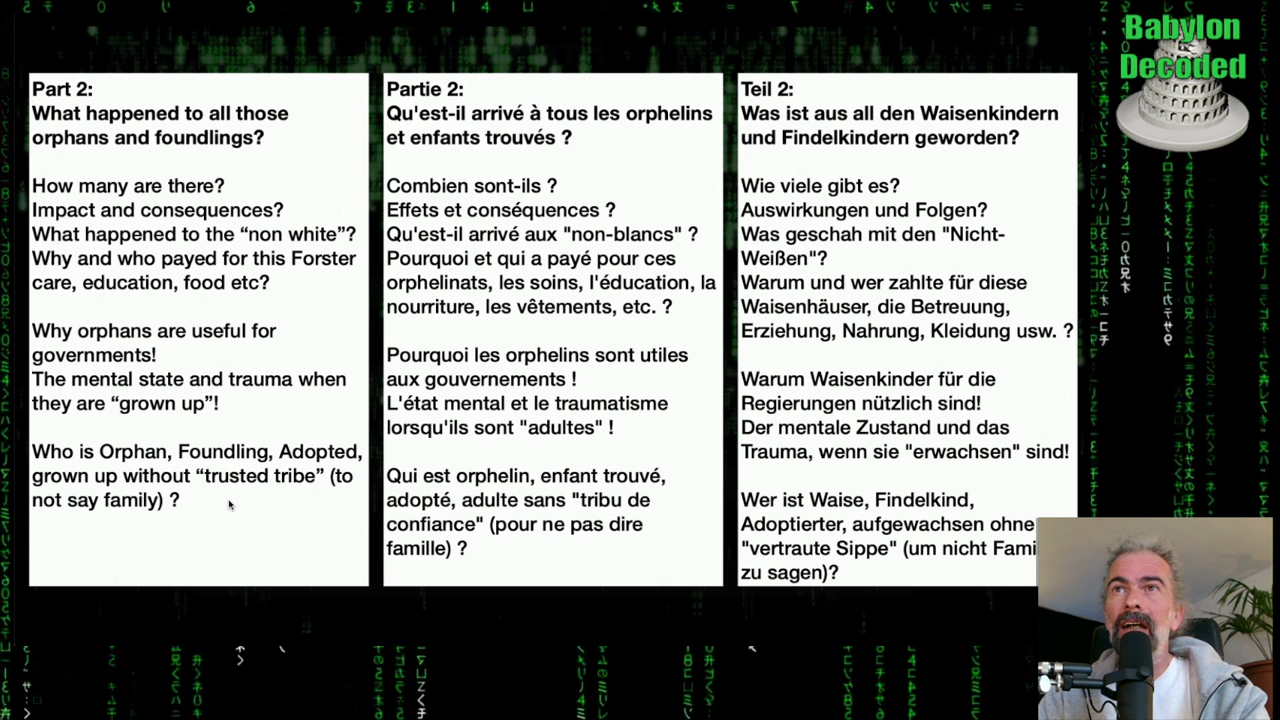 Babylon
Decoded
Part 2:
What happened to all those
orphans and foundlings?
How many are there?
Impact and consequences?
What happened to the “non white”?
Why and who payed for this Forster
care, education, food etc?
Why orphans are useful for
governments!
The mental state and trauma when
they are “grown up”!
Who is Orphan, Foundling, Adopted,
grown up without “trusted tribe” (to
not say family) ?
Partie 2:
Qu'est-il arrivé à tous les orphelins
et enfants trouvés ?
Combien sont-ils ?
Effets et conséquences ?
Qu'est-il arrivé aux "non-blancs" ?
Pourquoi et qui a payé pour ces
orphelinats, les soins, l'éducation, la
nourriture, les vêtements, etc. ?
Pourquoi les orphelins sont utiles
aux gouvernements !
L'état mental et le traumatisme
lorsqu'ils sont "adultes" !
Qui est orphelin, enfant trouvé,
adopté, adulte sans "tribu de
confiance" (pour ne pas dire
famille) ?
Teil 2:
Was ist aus all den Waisenkindern
und Findelkindern geworden?
Wie viele gibt es?
Auswirkungen und Folgen?
Was geschah mit den "Nicht-
Weißen"?
Warum und wer zahlte für diese
Waisenhäuser, die Betreuung,
Erziehung, Nahrung, Kleidung usw. ?
Warum Waisenkinder für die
Regierungen nützlich sind!
Der mentale Zustand und das
Trauma, wenn sie "erwachsen" sind!
Wer ist Waise, Findelkind,
Adoptierter, aufgewachsen ohne
"vertraute Sippe" (um nicht Fami
zu sagen)?